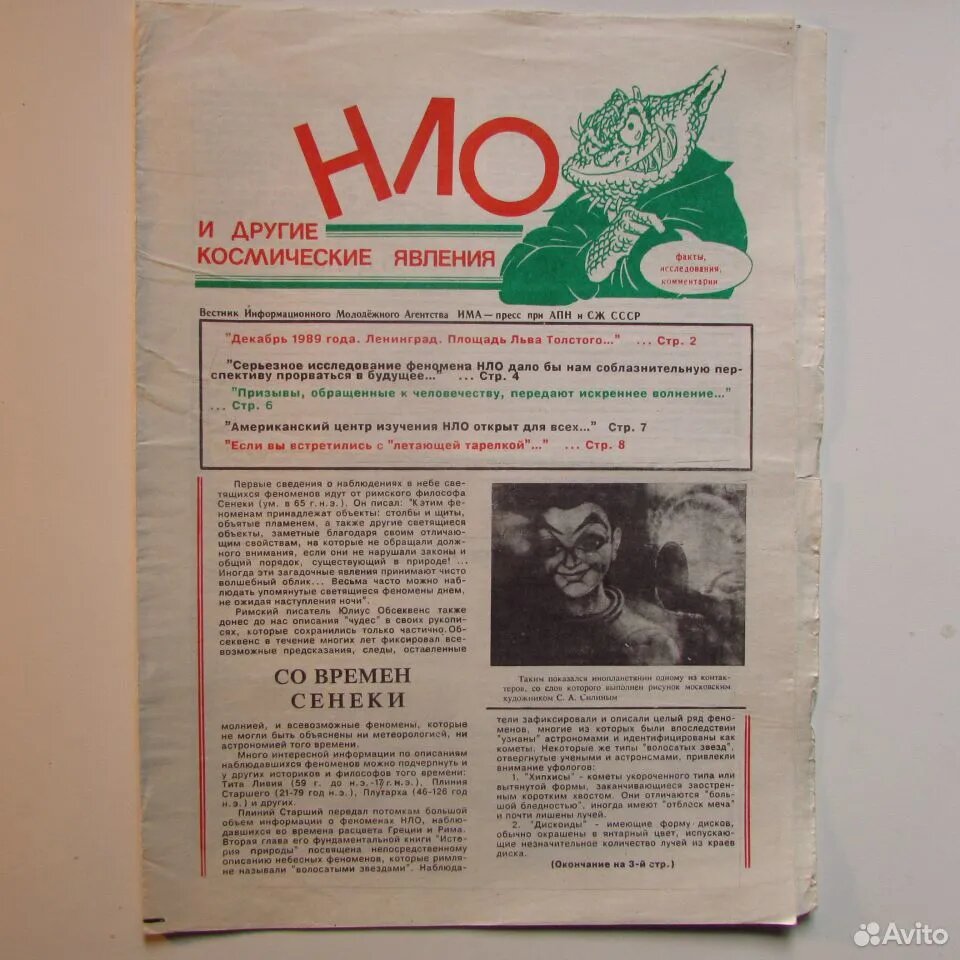 НЛО
И ДРУГИЕ
КОСМИЧЕСКИЕ ЯВЛЕНИЯ
факты,
исследования,
комментарии
Вестник Информационного Молодёжного Агентства ИМА — пресс при АПН и СЖ СССР
"Декабрь 1989 года. Ленинград. Площадь Льва Толстого..." ... Стр. 2
"Серьезное исследование феномена НЛО дало бы нам соблазнительную пер-
спективу прорваться в будущее..." ... Стр. 4
"Призывы, обращенные к человечеству, передают искреннее волнение..."
... Стр. 6
"Американский центр изучения НЛО открыт для всех..." Стр. 7
"Если вы встретились с "летающей тарелкой"..." ... Стр. 8
Первые сведения о наблюдениях в небе све-
тящихся феноменов идут от римского философа
Сенеки (ум. в 65 г.н.э.). Он писал: "К этим фе-
номенам принадлежат объекты: столбы и щиты,
объятые пламенем, а также другие светящиеся
объекты, заметные благодаря своим отличаю-
щим свойствам, на которые не обращали долж-
ного внимания, если они не нарушали законы и
общий порядок, существующий в природе! ...
Иногда эти загадочные явления принимают чисто
волшебный облик... Весьма часто можно наб-
людать упомянутые светящиеся феномены днем,
не ожидая наступления ночи".
Римский писатель Юлиус Обсеквенс также
донес до нас описания "чудес" в своих рукопи-
сях, которые сохранились только частично. Об-
секвенс в течение многих лет фиксировал все-
возможные предсказания, следы, оставленные
СО ВРЕМЕН
СЕНЕКИ
молнией, и всевозможные феномены, которые
не могли быть объяснены ни метеорологией, ни
астрономией того времени.
Много интересной информации по описаниям
наблюдавшихся феноменов можно подчерпнуть и
у других историков и философов того времени:
Тита Ливия (59 г. до н.э.-17 г.н.э.), Плиния
Старшего (21-79 год н.э.), Плутарха (46-126 год
н.э.) и других.
Плиний Старший передал потомкам большой
объем информации о феноменах НЛО, наблю-
давшихся во времена расцвета Греции и Рима.
Вторая глава его фундаментальной книги "Исто-
рия природы" посвящена непосредственному
описанию небесных феноменов, которые римля-
не называли "волосатыми звездами". Наблюда-
Таким показался инопланетянин одному из контак-
теров, со слов которого выполнен рисунок московским
художником С. А. Силиным
тели зафиксировали и описали целый ряд фено-
менов, многие из которых были впоследствии
"узнаны" астрономами и идентифицированы как
кометы. Некоторые же типы "волосатых звезд",
отвергнутые учеными и астрономами, привлекли
внимание уфологов:
1. "Хипхисы" - кометы укороченного типа или
вытянутой формы, заканчивающиеся заострен-
ным коротким хвостом. Они отличаются "боль-
шой бледностью", иногда имеют "отблеск меча"
и почти лишены лучей.
2. "Дискоиды" - имеющие форму дисков,
обычно окрашены в янтарный цвет, испускаю-
щие незначительное количество лучей из краев
диска.
(Окончание на 3-й стр.)
Avito